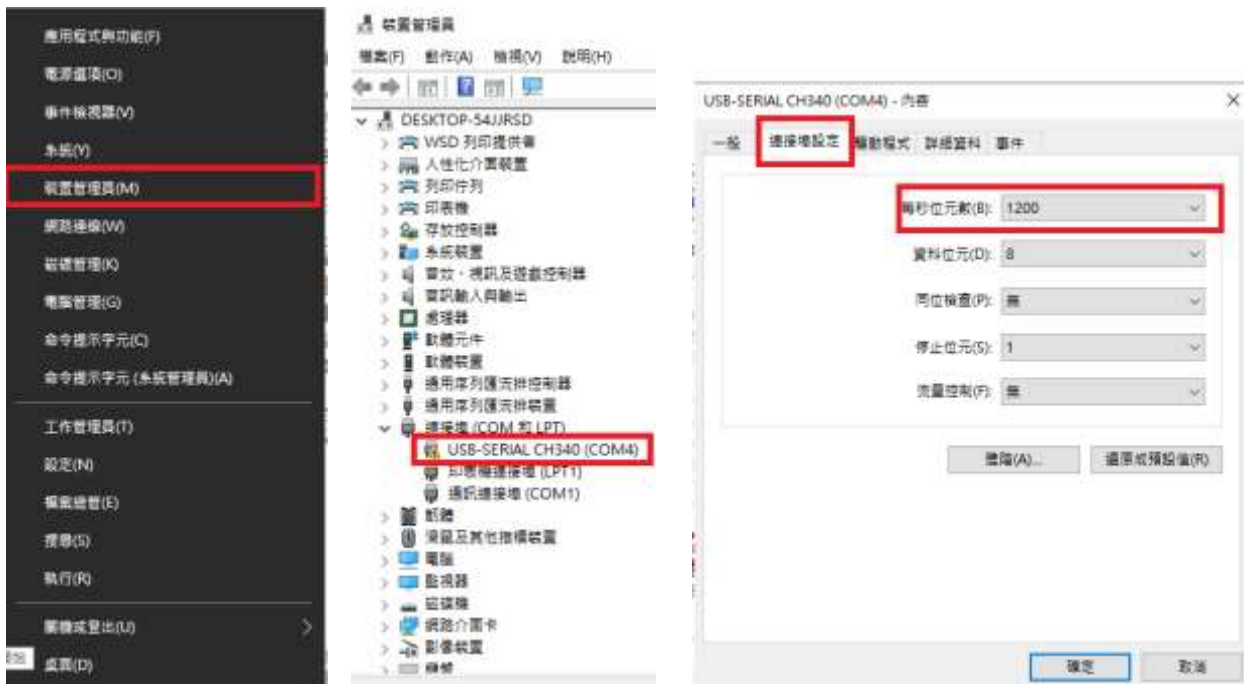 應用程式與功能(F)
電源選項(O)
事件檢視器(V)
系統(Y)
裝置管理員(M)
網路連線(W)
磁碟管理(K)
電腦管理(G)
命令提示字元(C)
命令提示字元 (系統管理員)(A)
工作管理員(T)
設定(N)
檔案總管(E)
搜尋(S)
執行(R)
關機或登出(U)
桌面(D)
裝置管理員
檔案(F) 動作(A) 檢視(V) 說明(H)
DESKTOP-54JJRSD
WSD 列印提供者
人性化介面裝置
列印佇列
印表機
存放控制器
系統裝置
音效、視訊及遊戲控制器
音訊輸入與輸出
處理器
軟體元件
軟體裝置
通用序列匯流排控制器
通用序列匯流排裝置
連接埠 (COM 和 LPT)
USB-SERIAL CH340 (COM4)
印表機連接埠 (LPT1)
通訊連接埠 (COM1)
韌體
滑鼠及其他指標裝置
電腦
監視器
磁碟機
網路介面卡
影像裝置
USB-SERIAL CH340 (COM4) - 內容
一般 連接埠設定 驅動程式 詳細資料 事件
每秒位元數(B): 1200
資料位元(D): 8
同位檢查(P): 無
停止位元(S): 1
流量控制(F): 無
進階(A)... 還原成預設值(R)
確定 取消